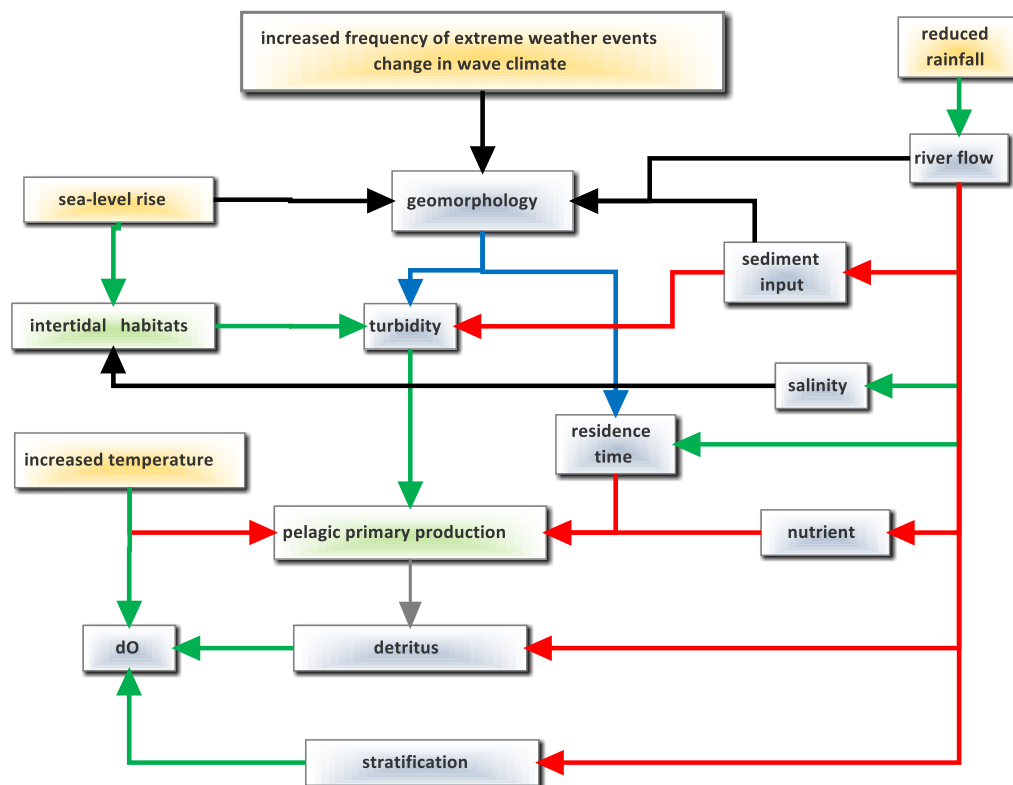 increased frequency of extreme weather events
change in wave climate
reduced
rainfall
river flow
sea-level rise
geomorphology
sediment
input
intertidal habitats
turbidity
salinity
residence
time
increased temperature
pelagic primary production
nutrient
dO
detritus
stratification